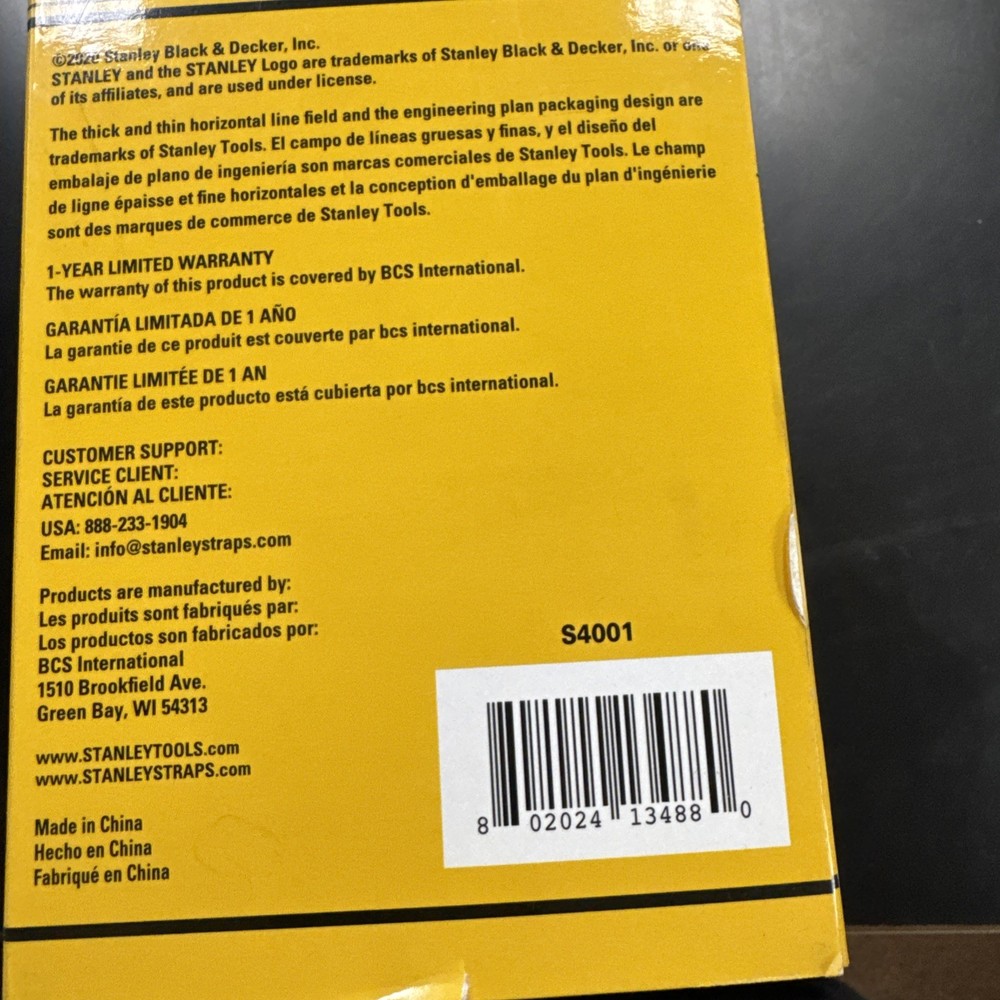 ©2020 Stanley Black & Decker, Inc.
STANLEY and the STANLEY Logo are trademarks of Stanley Black & Decker, Inc. or one
of its affiliates, and are used under license.
The thick and thin horizontal line field and the engineering plan packaging design are
trademarks of Stanley Tools. El campo de líneas gruesas y finas, y el diseño del
embalaje de plano de ingeniería son marcas comerciales de Stanley Tools. Le champ
de ligne épaisse et fine horizontales et la conception d'emballage du plan d'ingénierie
sont des marques de commerce de Stanley Tools.
1-YEAR LIMITED WARRANTY
The warranty of this product is covered by BCS International.
GARANTÍA LIMITADA DE 1 AÑO
La garantie de ce produit est couverte par bcs international.
GARANTIE LIMITÉE DE 1 AN
La garantía de este producto está cubierta por bcs international.
CUSTOMER SUPPORT:
SERVICE CLIENT:
ATENCIÓN AL CLIENTE:
USA: 888-233-1904
Email: info@stanleystraps.com
Products are manufactured by:
Les produits sont fabriqués par:
Los productos son fabricados por:
BCS International
1510 Brookfield Ave.
Green Bay, WI 54313
www.STANLEYTOOLS.com
www.STANLEYSTRAPS.com
Made in China
Hecho en China
Fabriqué en China
S4001
8 02024 13488 0